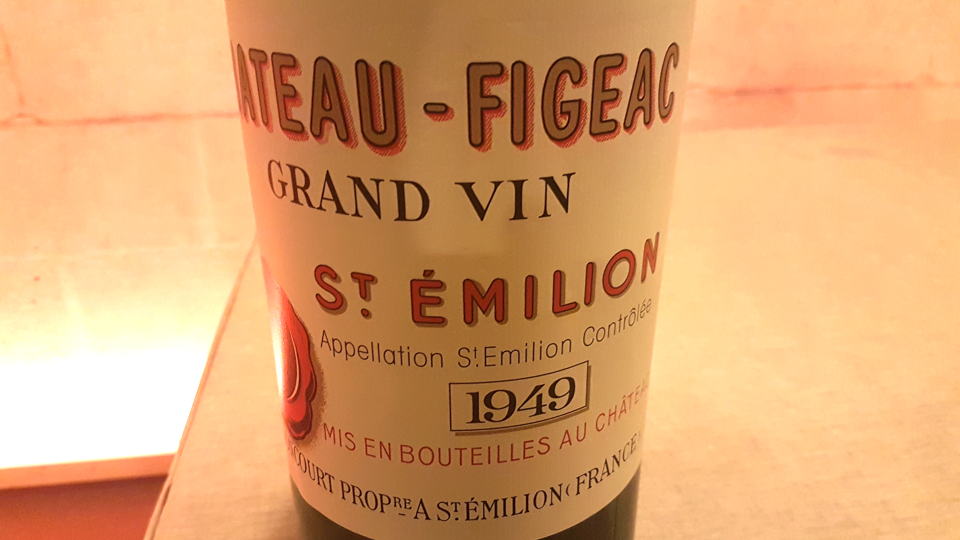 ATEAU - FIGEAC
GRAND VIN
ST. ÉMILION
Appellation St. Emilion Contrôlée
1949
MIS EN BOUTEILLES AU CHÂTEA
COURT PROPRE A ST. ÉMILION (FRANCE)